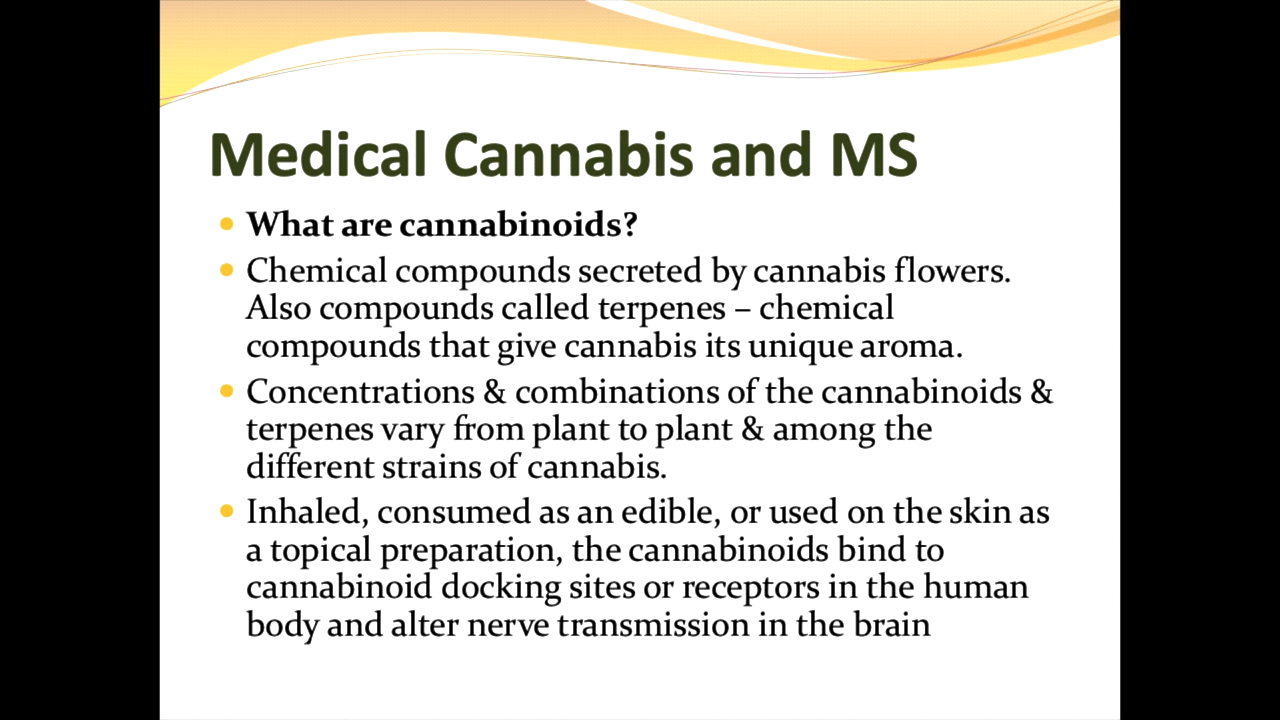 Medical Cannabis and MS
What are cannabinoids?
Chemical compounds secreted by cannabis flowers.
Also compounds called terpenes – chemical
compounds that give cannabis its unique aroma.
Concentrations & combinations of the cannabinoids &
terpenes vary from plant to plant & among the
different strains of cannabis.
Inhaled, consumed as an edible, or used on the skin as
a topical preparation, the cannabinoids bind to
cannabinoid docking sites or receptors in the human
body and alter nerve transmission in the brain